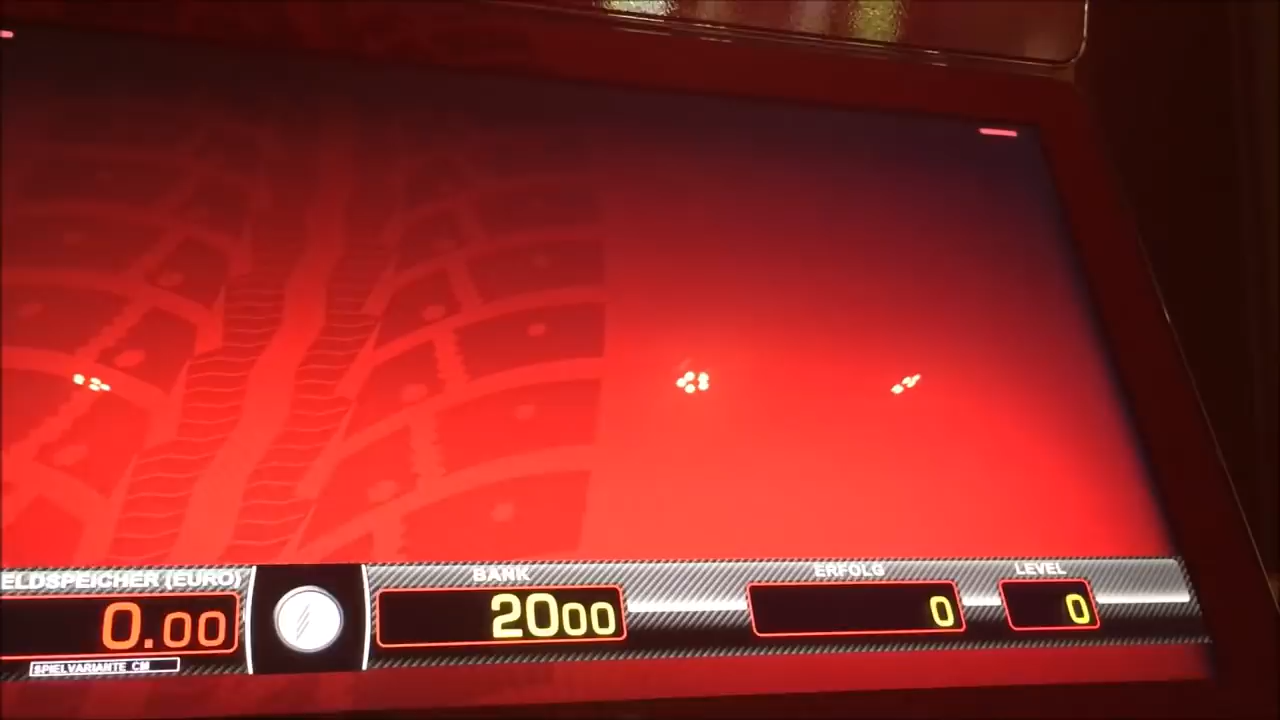 ELDSPEICHER (EURO) BANK ERFOLG LEVEL
0.00 2000 0 0
SPIELVARIANTE CM